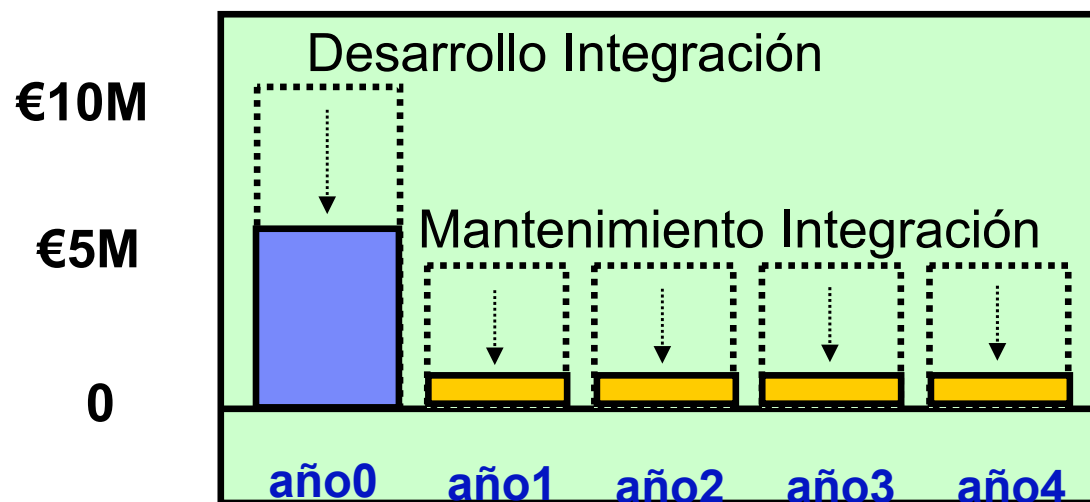 Desarrollo Integración
€10M
Mantenimiento Integración
€5M
0
año0 año1 año2 año3 año4